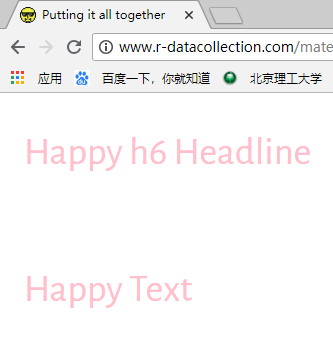 Putting it all together
www.r-datacollection.com/mate
应用 百度一下，你就知道 北京理工大学
Happy h6 Headline
Happy Text